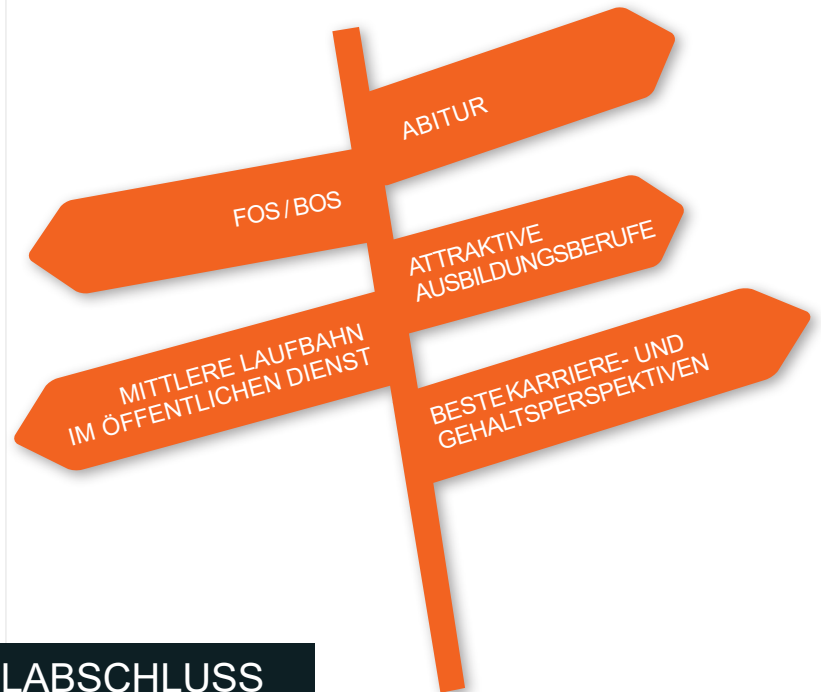 ABITUR
FOS/BOS
ATTRAKTIVE
AUSBILDUNGSBERUFE
MITTLERE LAUFBAHN
IM ÖFFENTLICHEN DIENST
BESTE KARRIERE- UND
GEHALTSPERSPEKTIVEN
LABSCHLUSS